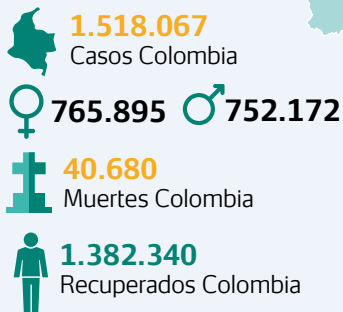 1.518.067
Casos Colombia
765.895 752.172
40.680
Muertes Colombia
1.382.340
Recuperados Colombia